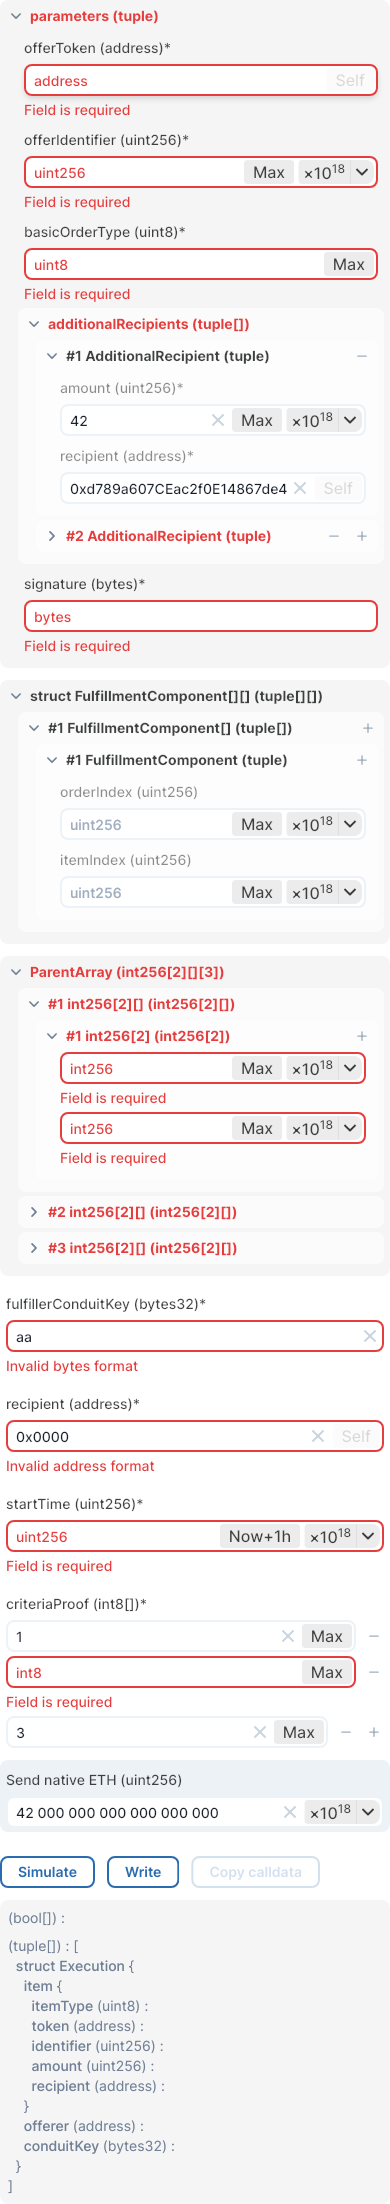 parameters (tuple)
offerToken (address)*
address Self
Field is required
offerIdentifier (uint256)*
uint256 Max ×10^18
Field is required
basicOrderType (uint8)*
uint8 Max
Field is required
additionalRecipients (tuple[])
#1 AdditionalRecipient (tuple) −
amount (uint256)*
42 Max ×10^18
recipient (address)*
0xd789a607CEac2f0E14867de4 Self
#2 AdditionalRecipient (tuple) − +
signature (bytes)*
bytes
Field is required
struct FulfillmentComponent[][] (tuple[][])
#1 FulfillmentComponent[] (tuple[]) +
#1 FulfillmentComponent (tuple) +
orderIndex (uint256)
uint256 Max ×10^18
itemIndex (uint256)
uint256 Max ×10^18
ParentArray (int256[2][][3])
#1 int256[2][] (int256[2][])
#1 int256[2] (int256[2]) +
int256 Max ×10^18
Field is required
int256 Max ×10^18
Field is required
#2 int256[2][] (int256[2][])
#3 int256[2][] (int256[2][])
fulfillerConduitKey (bytes32)*
aa
Invalid bytes format
recipient (address)*
0x0000 Self
Invalid address format
startTime (uint256)*
uint256 Now+1h ×10^18
Field is required
criteriaProof (int8[])*
1 Max −
int8 Max −
Field is required
3 Max − +
Send native ETH (uint256)
42 000 000 000 000 000 000 ×10^18
Simulate Write Copy calldata
(bool[]) :
(tuple[]) : [
struct Execution {
item {
itemType (uint8) :
token (address) :
identifier (uint256) :
amount (uint256) :
recipient (address) :
}
offerer (address) :
conduitKey (bytes32) :
}
]